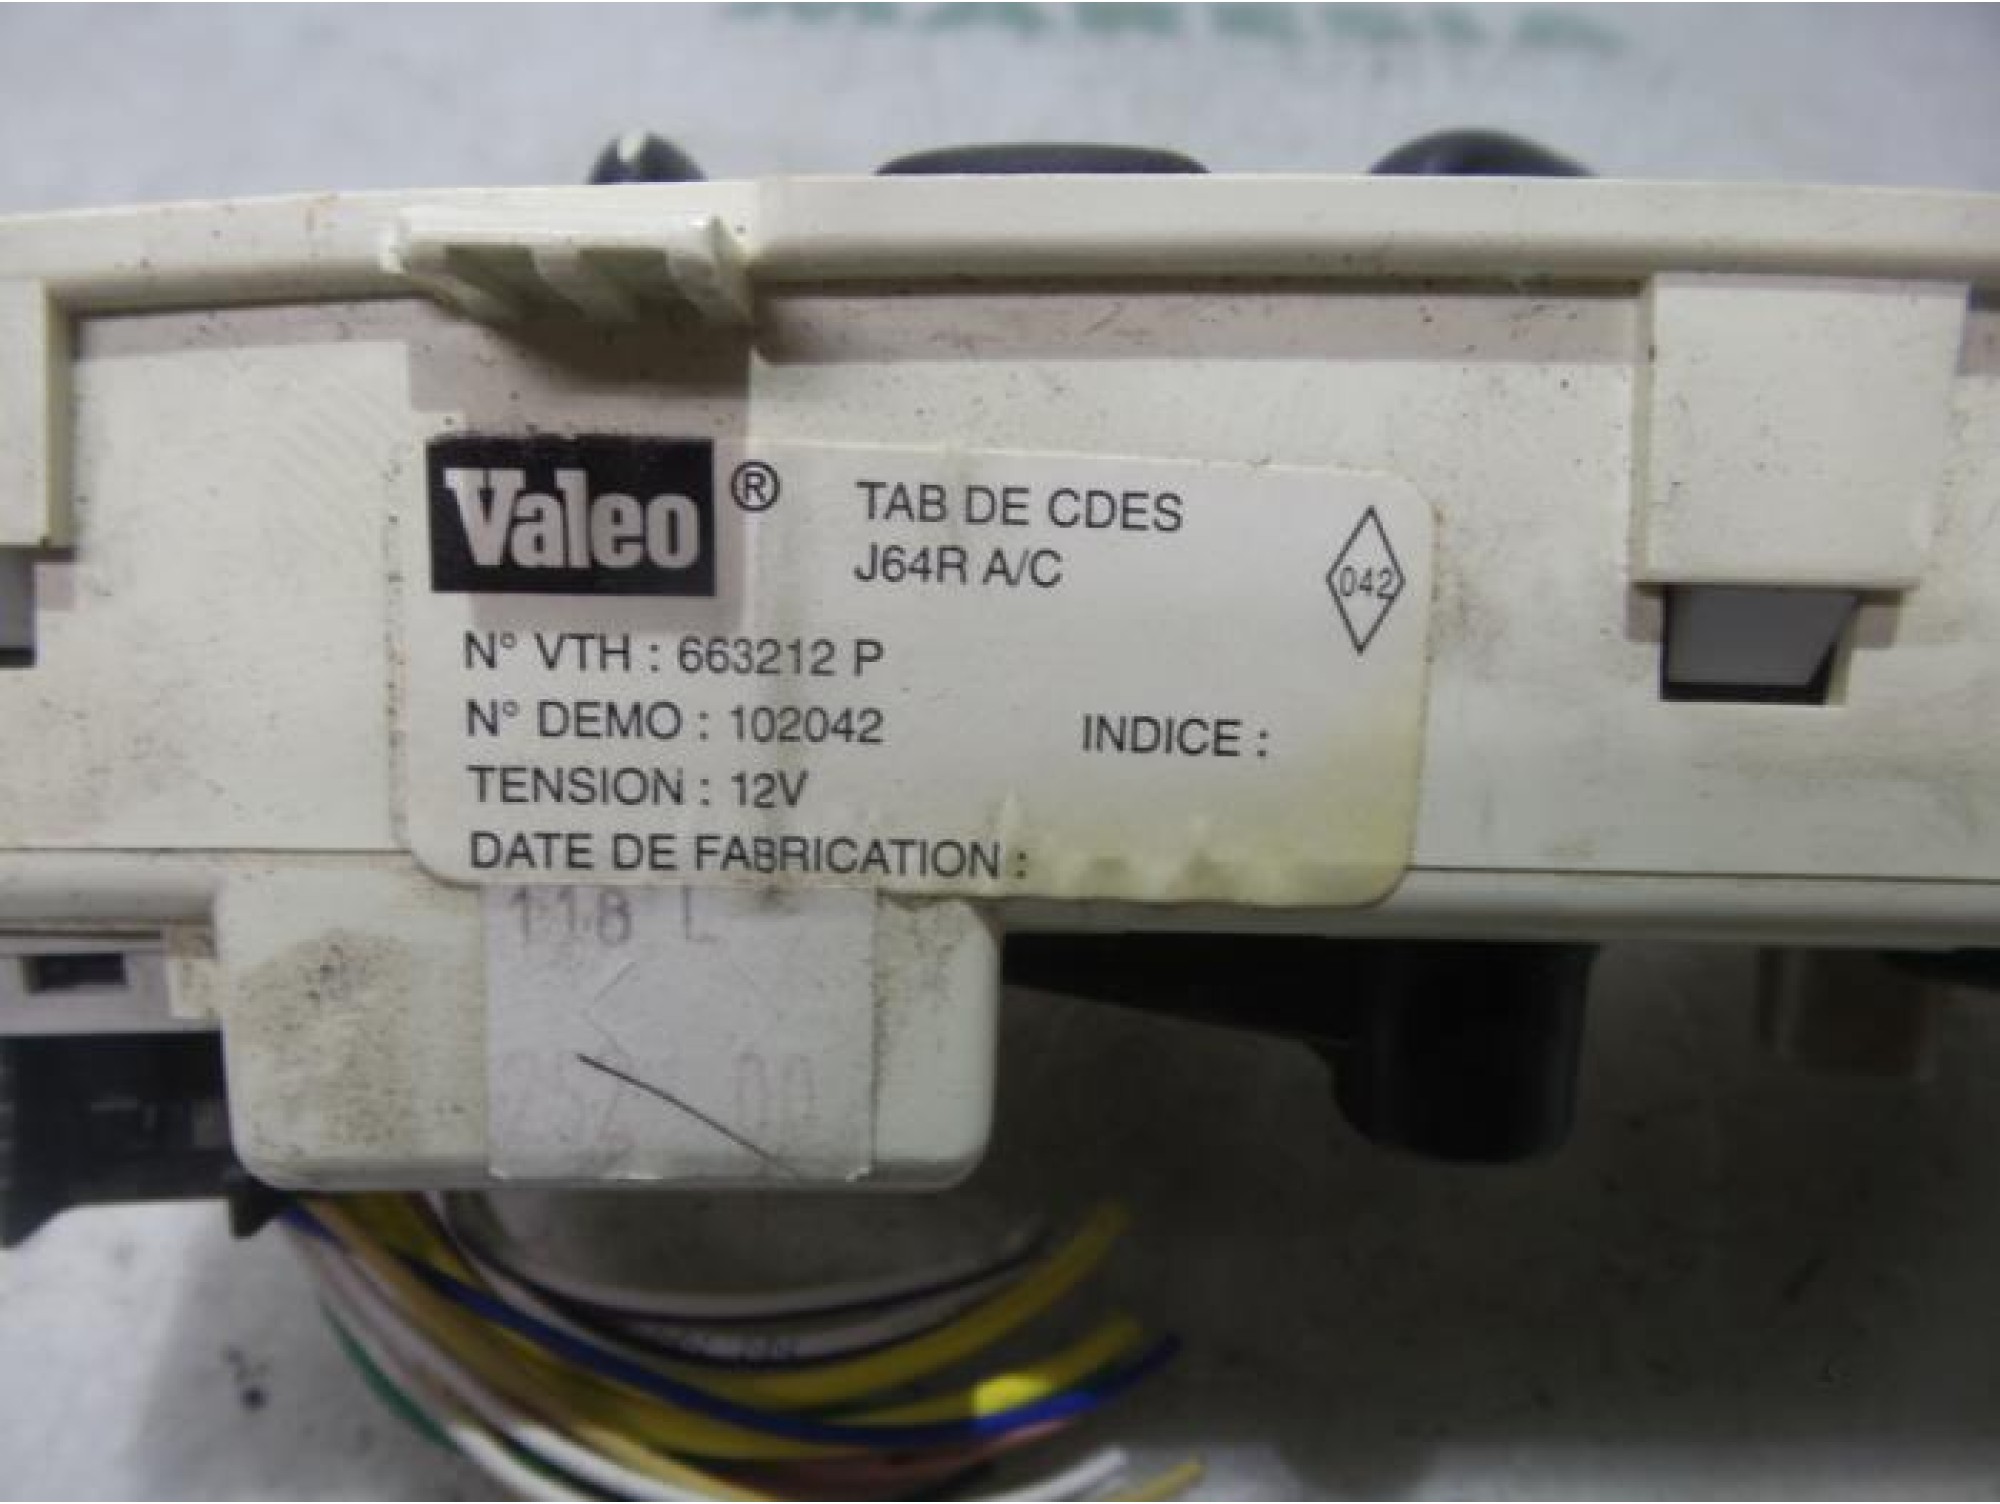 Valeo ®
TAB DE CDES
J64R A/C
042
N° VTH : 663212 P
N° DEMO : 102042
INDICE :
TENSION : 12V
DATE DE FABRICATION :
118 L